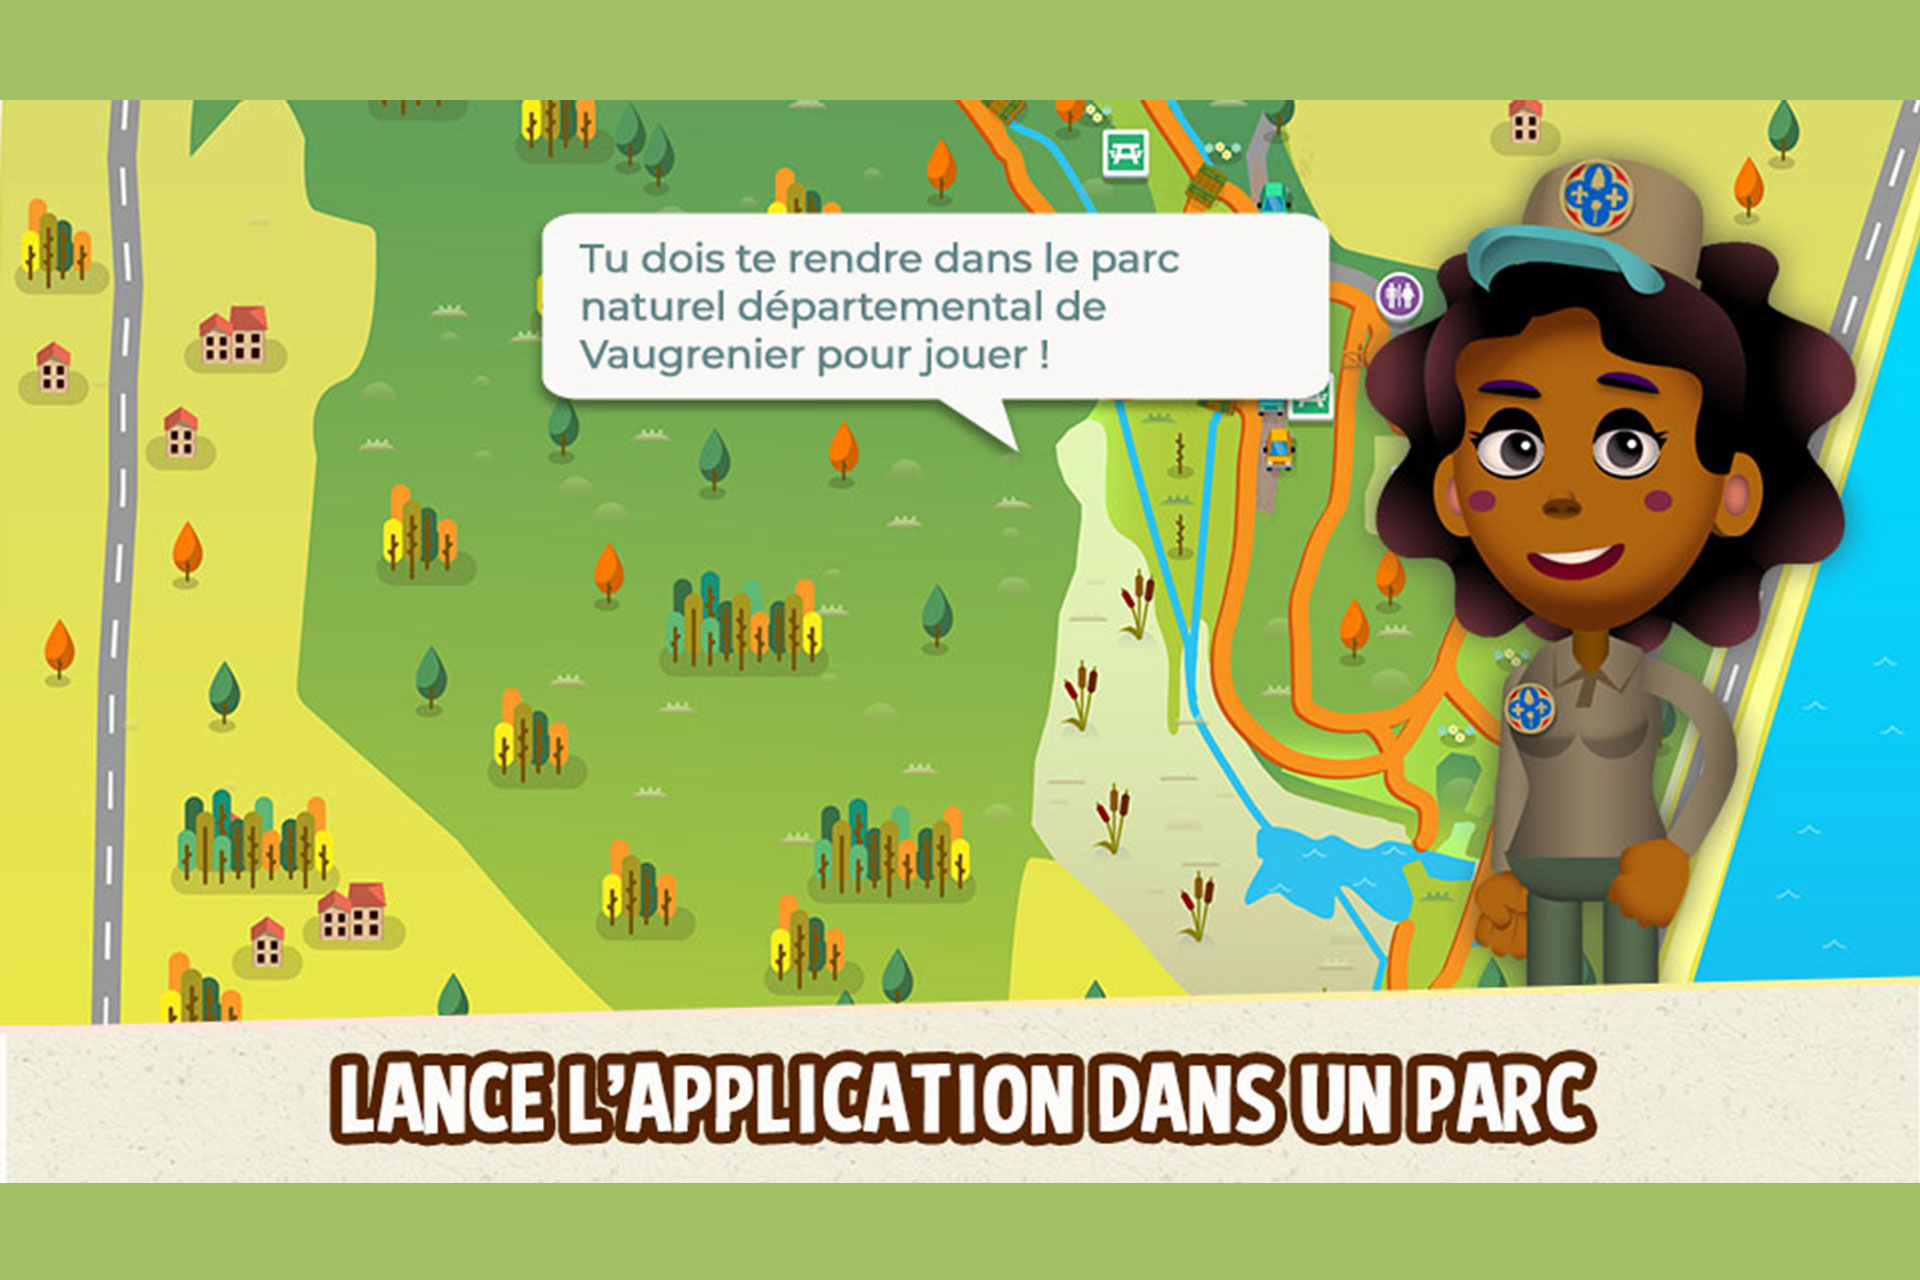 Tu dois te rendre dans le parc
naturel départemental de
Vaugrenier pour jouer !
LANCE L'APPLICATION DANS UN PARC